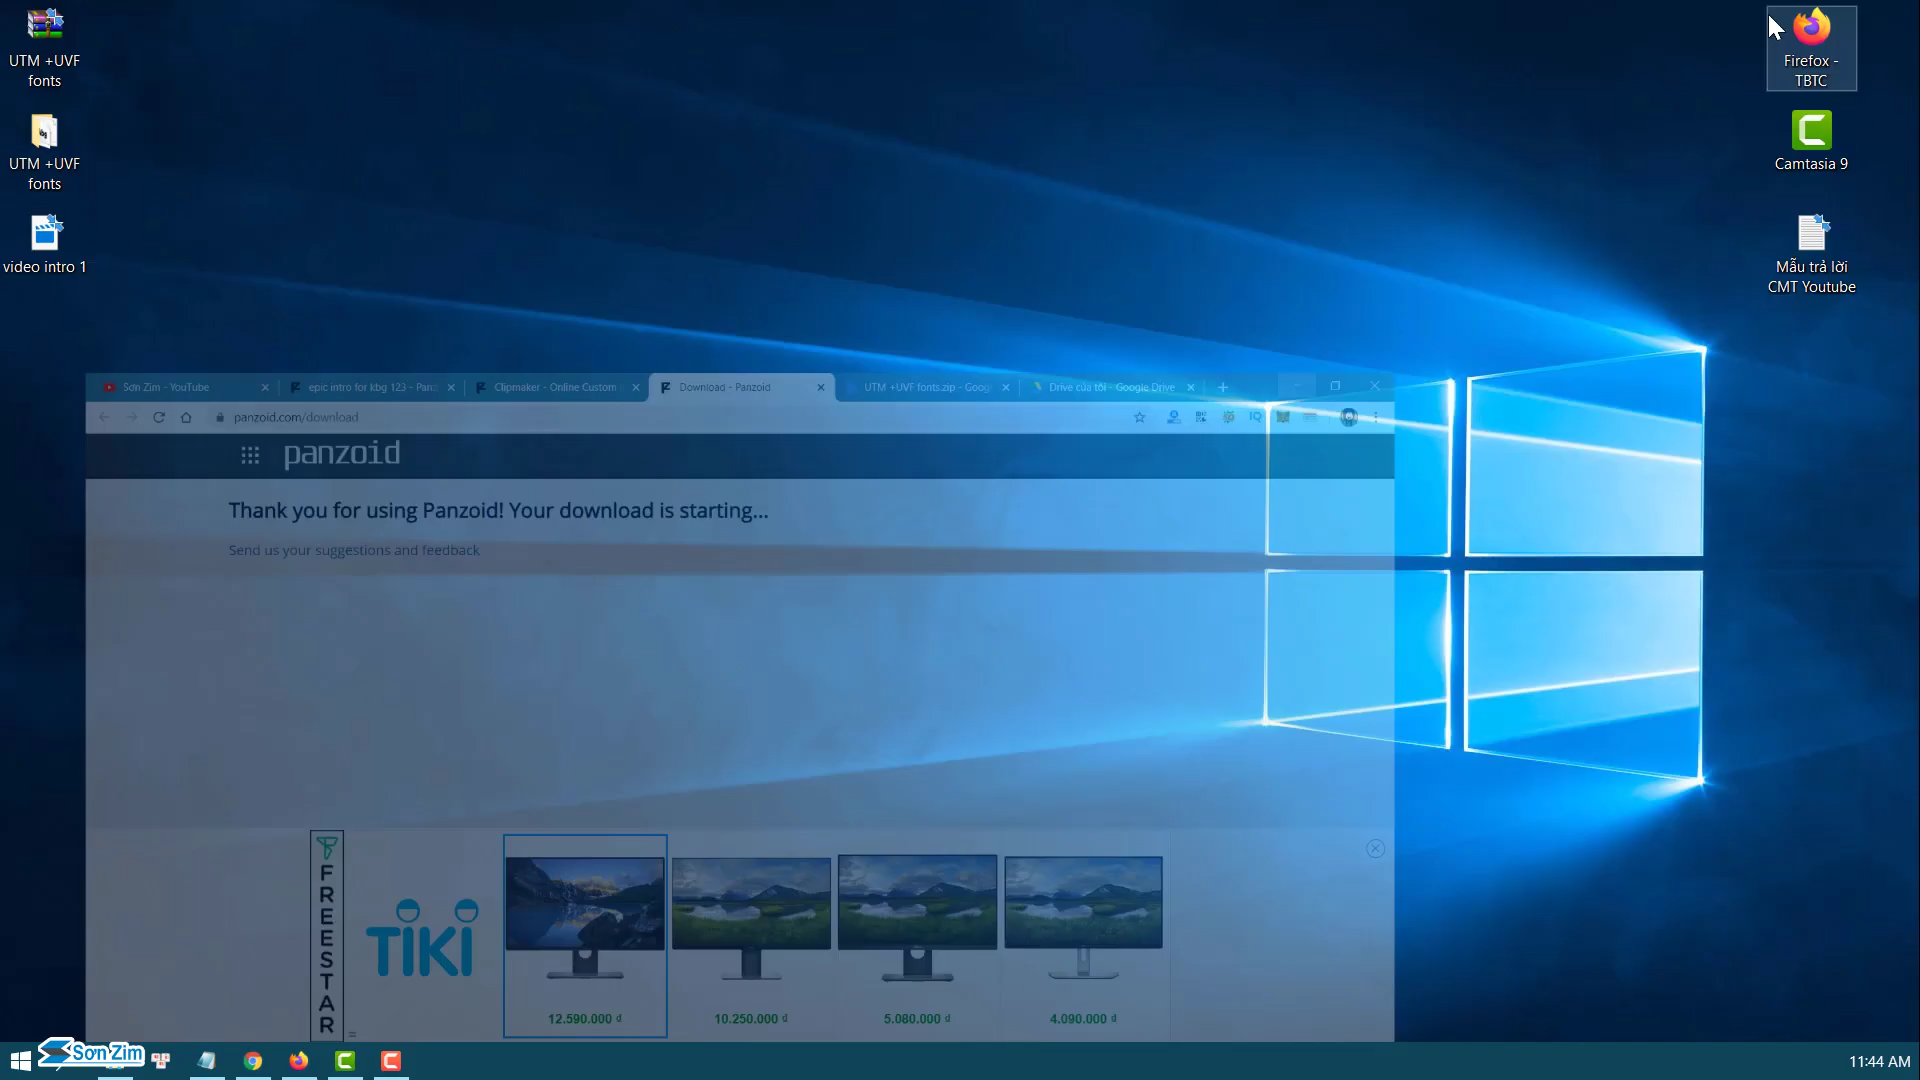 UTM +UVF
fonts
UTM +UVF
fonts
video intro 1
Firefox -
TBTC
Camtasia 9
Mẫu trả lời
CMT Youtube
Sơn Zim - YouTube
epic intro for kbg 123 - Panz
Clipmaker - Online Custom
Download - Panzoid
UTM +UVF fonts.zip - Goog
Drive của tôi - Google Drive
panzoid.com/download
panzoid
Thank you for using Panzoid! Your download is starting...
Send us your suggestions and feedback
FREESTAR
TIKI
12.590.000 ₫
10.250.000 ₫
5.080.000 ₫
4.090.000 ₫
Sơn Zim
11:44 AM